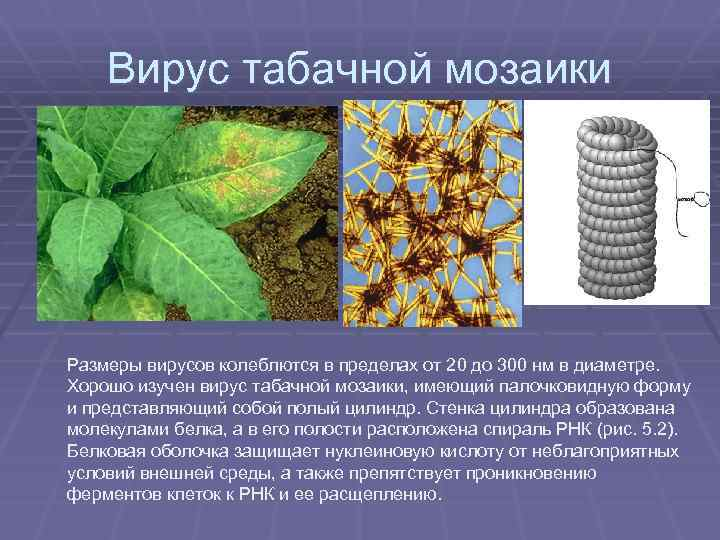 Вирус табачной мозаики
Размеры вирусов колеблются в пределах от 20 до 300 нм в диаметре.
Хорошо изучен вирус табачной мозаики, имеющий палочковидную форму
и представляющий собой полый цилиндр. Стенка цилиндра образована
молекулами белка, а в его полости расположена спираль РНК (рис. 5.2).
Белковая оболочка защищает нуклеиновую кислоту от неблагоприятных
условий внешней среды, а также препятствует проникновению
ферментов клеток к РНК и ее расщеплению.